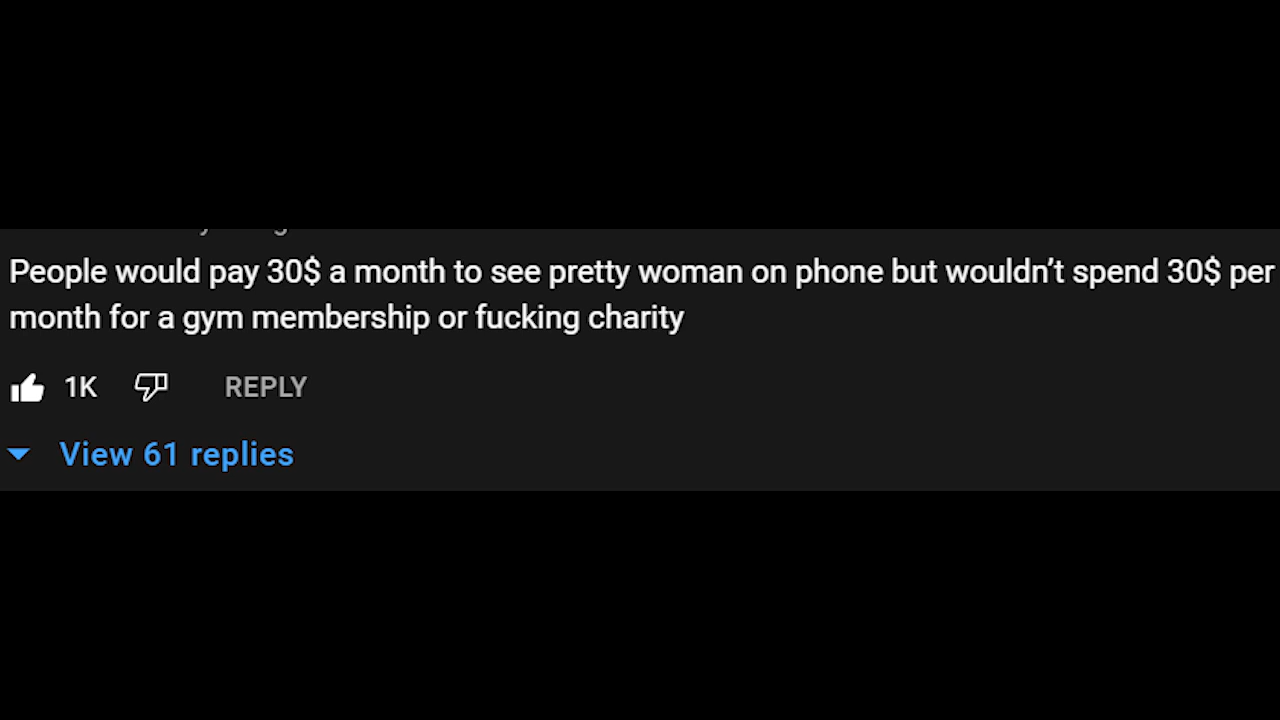 People would pay 30$ a month to see pretty woman on phone but wouldn’t spend 30$ per
month for a gym membership or fucking charity
1K REPLY
View 61 replies